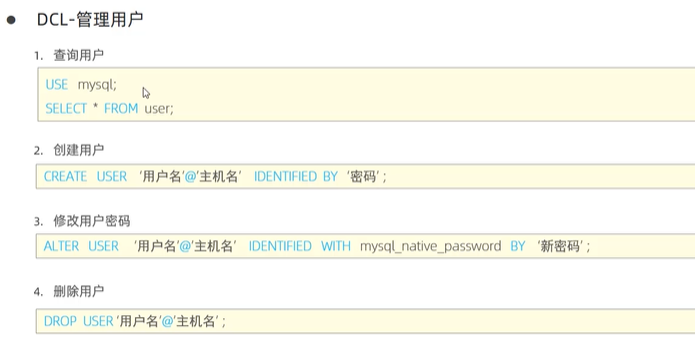 ● DCL-管理用户
1. 查询用户
USE mysql;
SELECT * FROM user;
2. 创建用户
CREATE USER '用户名'@'主机名' IDENTIFIED BY '密码' ;
3. 修改用户密码
ALTER USER '用户名'@'主机名' IDENTIFIED WITH mysql_native_password BY '新密码' ;
4. 删除用户
DROP USER '用户名'@'主机名' ;